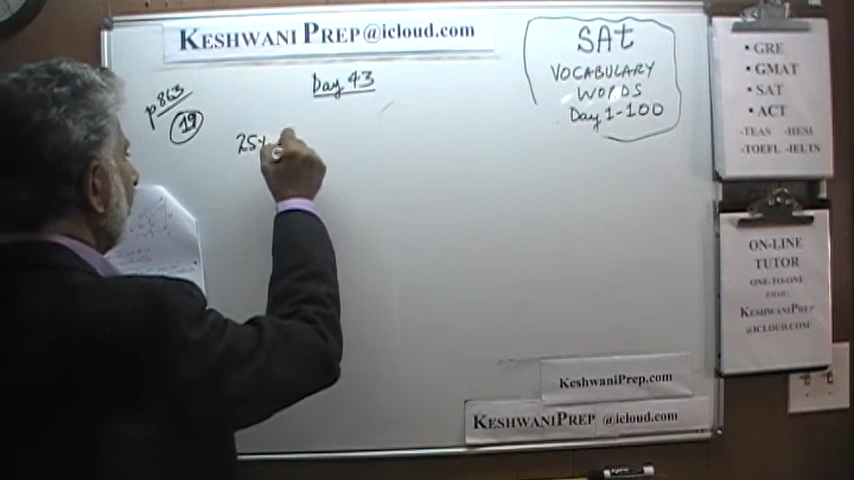 KESHWANI PREP@icloud.com
Day 43
p863
19
25%
SAt
VOCABULARY
WORDS
Day 1-100
• GRE
• GMAT
• SAT
• ACT
-TEAS -HESI
-TOEFL -IELTS
ON-LINE
TUTOR
ONE-TO-ONE
EMAIL:
KESHWANIPREP
@ICLOUD.COM
KeshwaniPrep.com
KESHWANIPREP @icloud.com